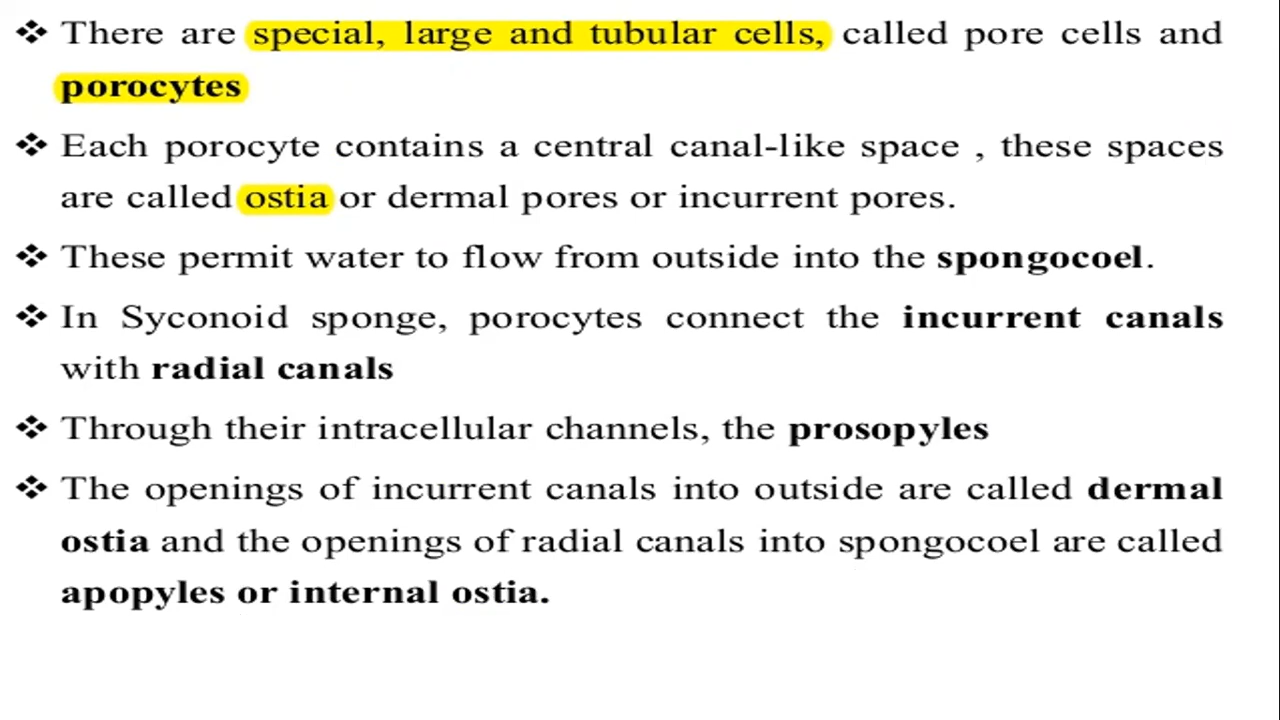 ❖ There are special, large and tubular cells, called pore cells and
porocytes
❖ Each porocyte contains a central canal-like space , these spaces
are called ostia or dermal pores or incurrent pores.
❖ These permit water to flow from outside into the spongocoel.
❖ In Syconoid sponge, porocytes connect the incurrent canals
with radial canals
❖ Through their intracellular channels, the prosopyles
❖ The openings of incurrent canals into outside are called dermal
ostia and the openings of radial canals into spongocoel are called
apopyles or internal ostia.